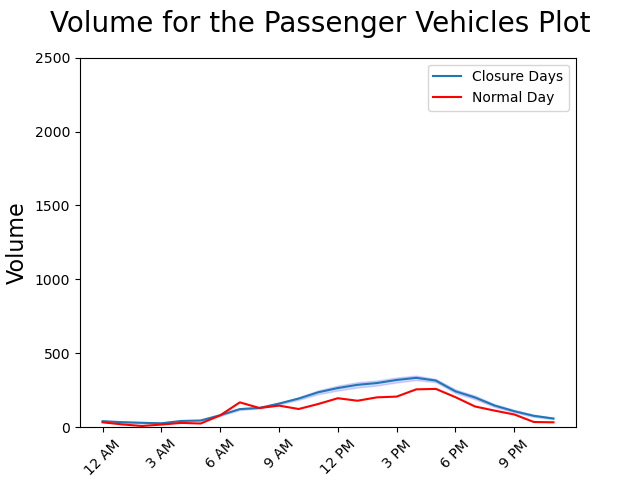 Volume for the Passenger Vehicles Plot
2500
2000
1500
1000
500
0
Volume
Closure Days
Normal Day
12 AM
3 AM
6 AM
9 AM
12 PM
3 PM
6 PM
9 PM